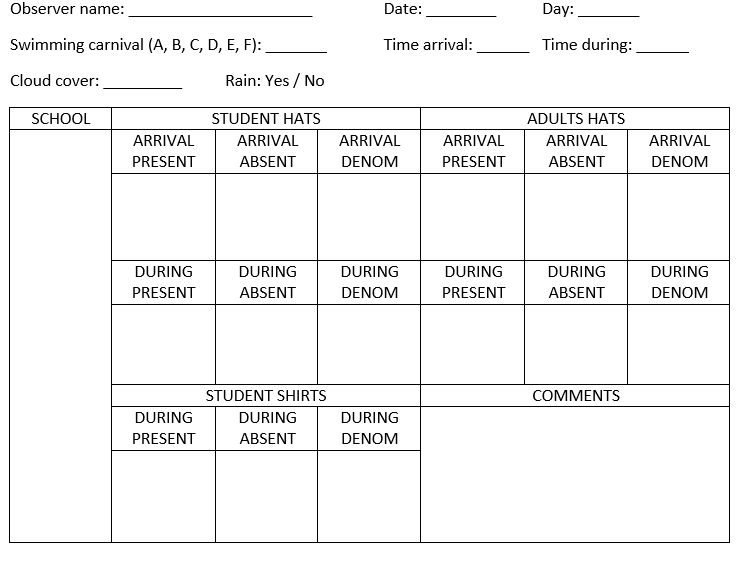 Observer name: ______________________ Date: ________ Day: _______
Swimming carnival (A, B, C, D, E, F): _______ Time arrival: ______ Time during: ______
Cloud cover: _________ Rain: Yes / No
SCHOOL STUDENT HATS ADULTS HATS
ARRIVAL PRESENT ARRIVAL ABSENT ARRIVAL DENOM ARRIVAL PRESENT ARRIVAL ABSENT ARRIVAL DENOM
DURING PRESENT DURING ABSENT DURING DENOM DURING PRESENT DURING ABSENT DURING DENOM
STUDENT SHIRTS COMMENTS
DURING PRESENT DURING ABSENT DURING DENOM